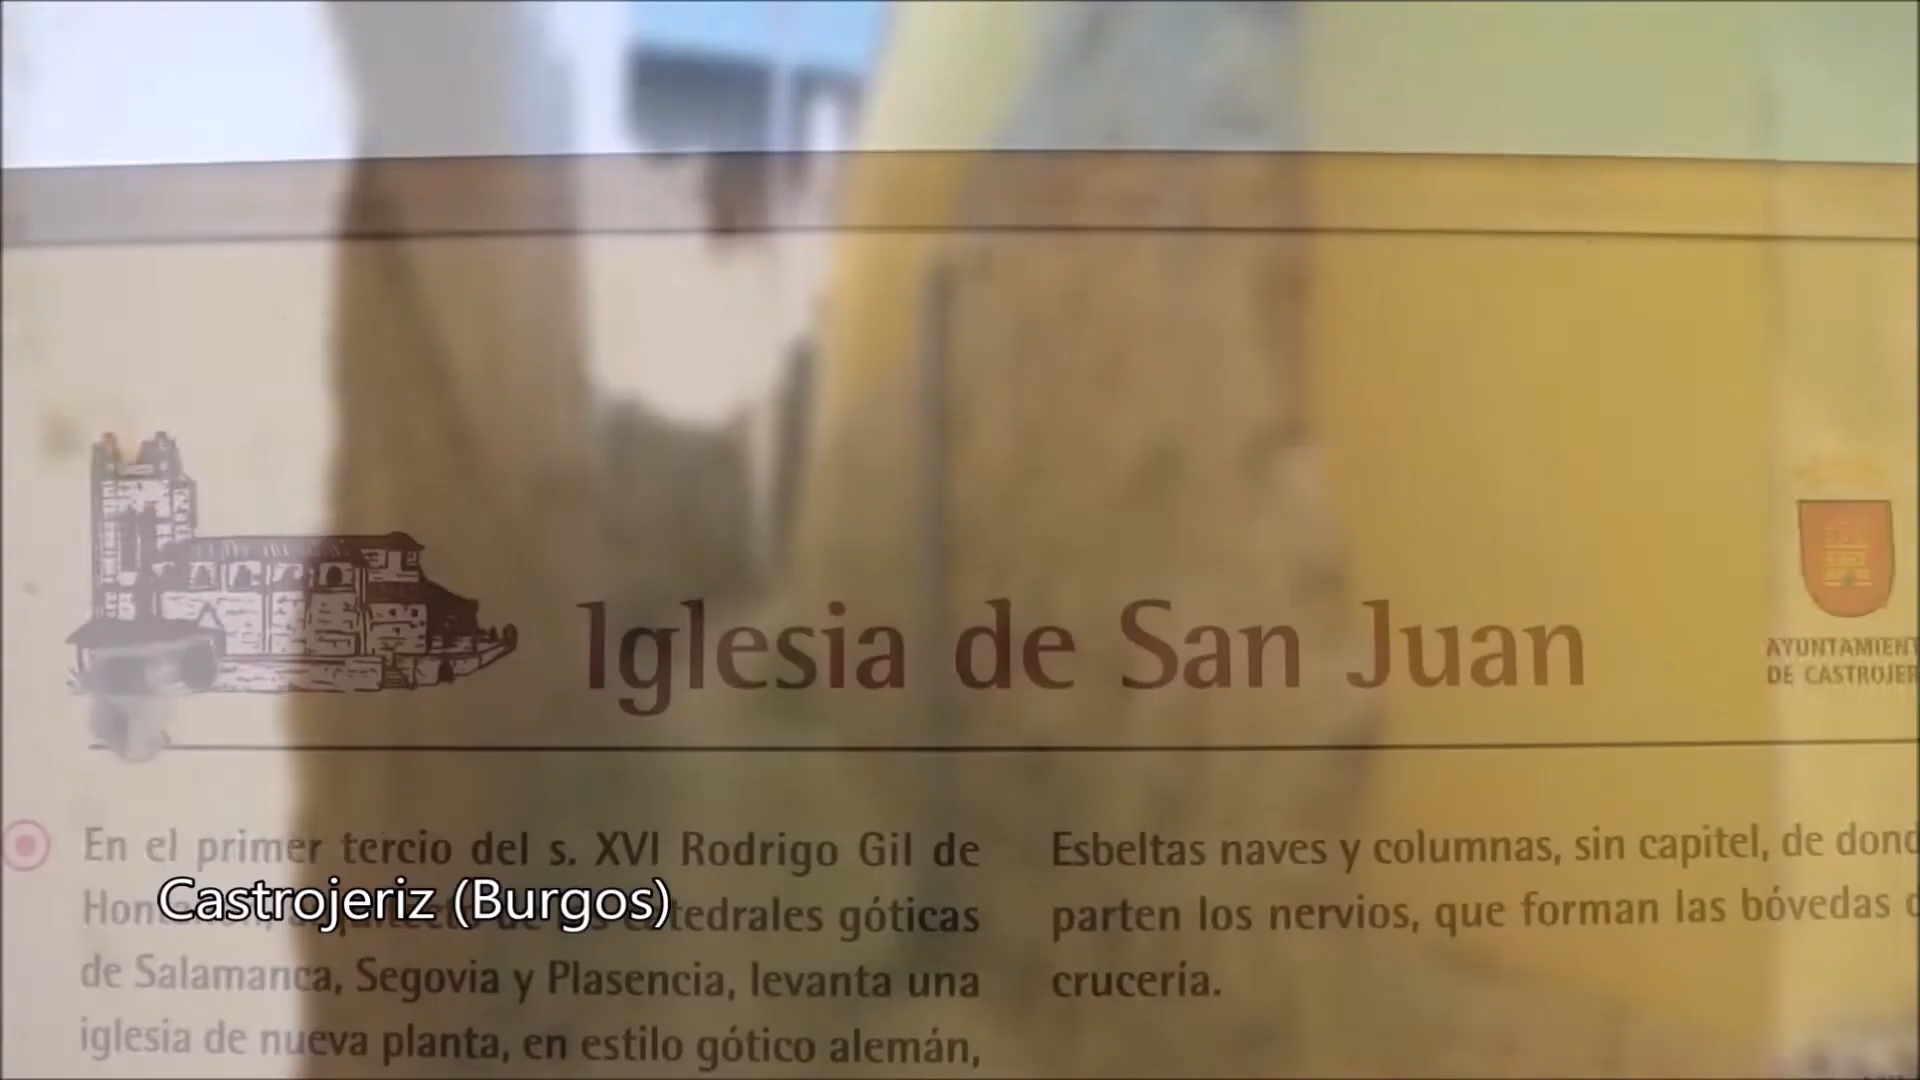 Iglesia de San Juan
AYUNTAMIENT
DE CASTROJER
En el primer tercio del s. XVI Rodrigo Gil de
tedrales góticas
de Salamanca, Segovia y Plasencia, levanta una
iglesia de nueva planta, en estilo gótico alemán,
Castrojeriz (Burgos)
Esbeltas naves y columnas, sin capitel, de dond
parten los nervios, que forman las bóvedas
crucería.